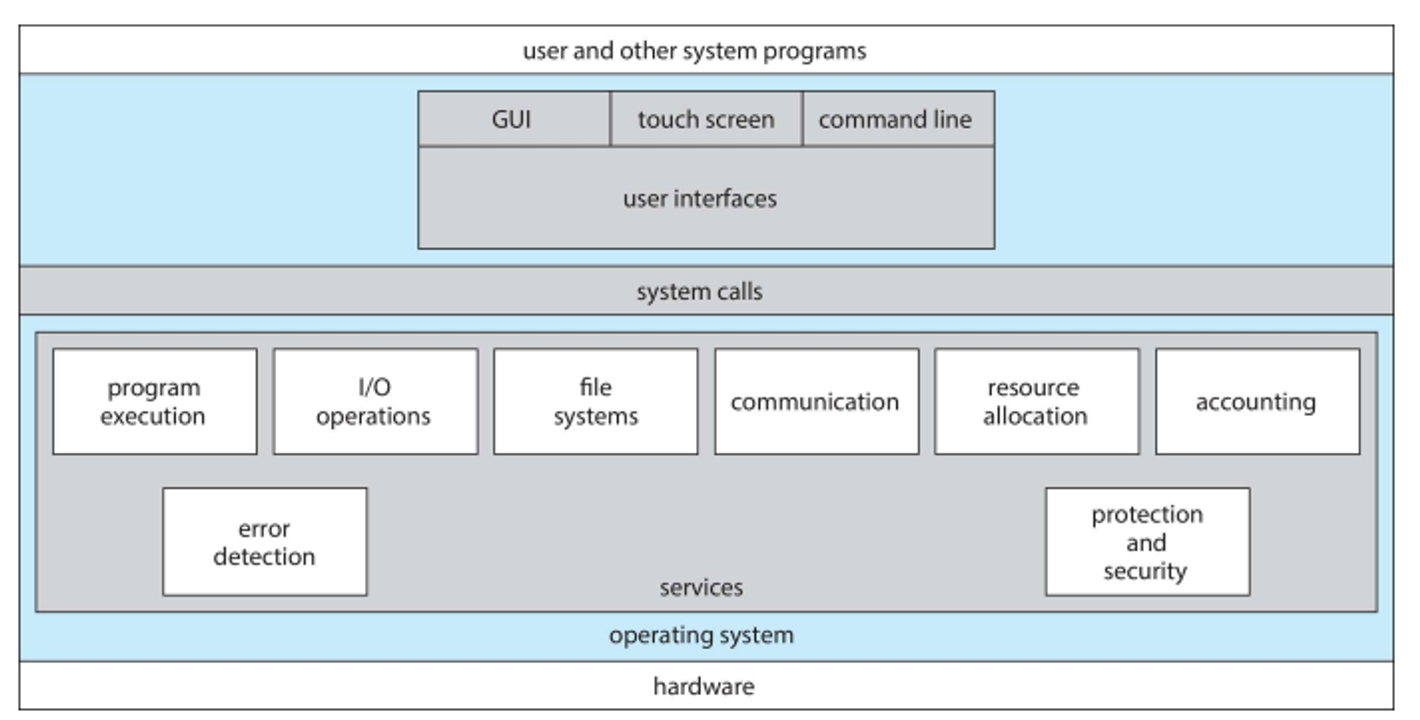 user and other system programs
GUI
touch screen
command line
user interfaces
system calls
program
execution
I/O
operations
file
systems
communication
resource
allocation
accounting
error
detection
protection
and
security
services
operating system
hardware